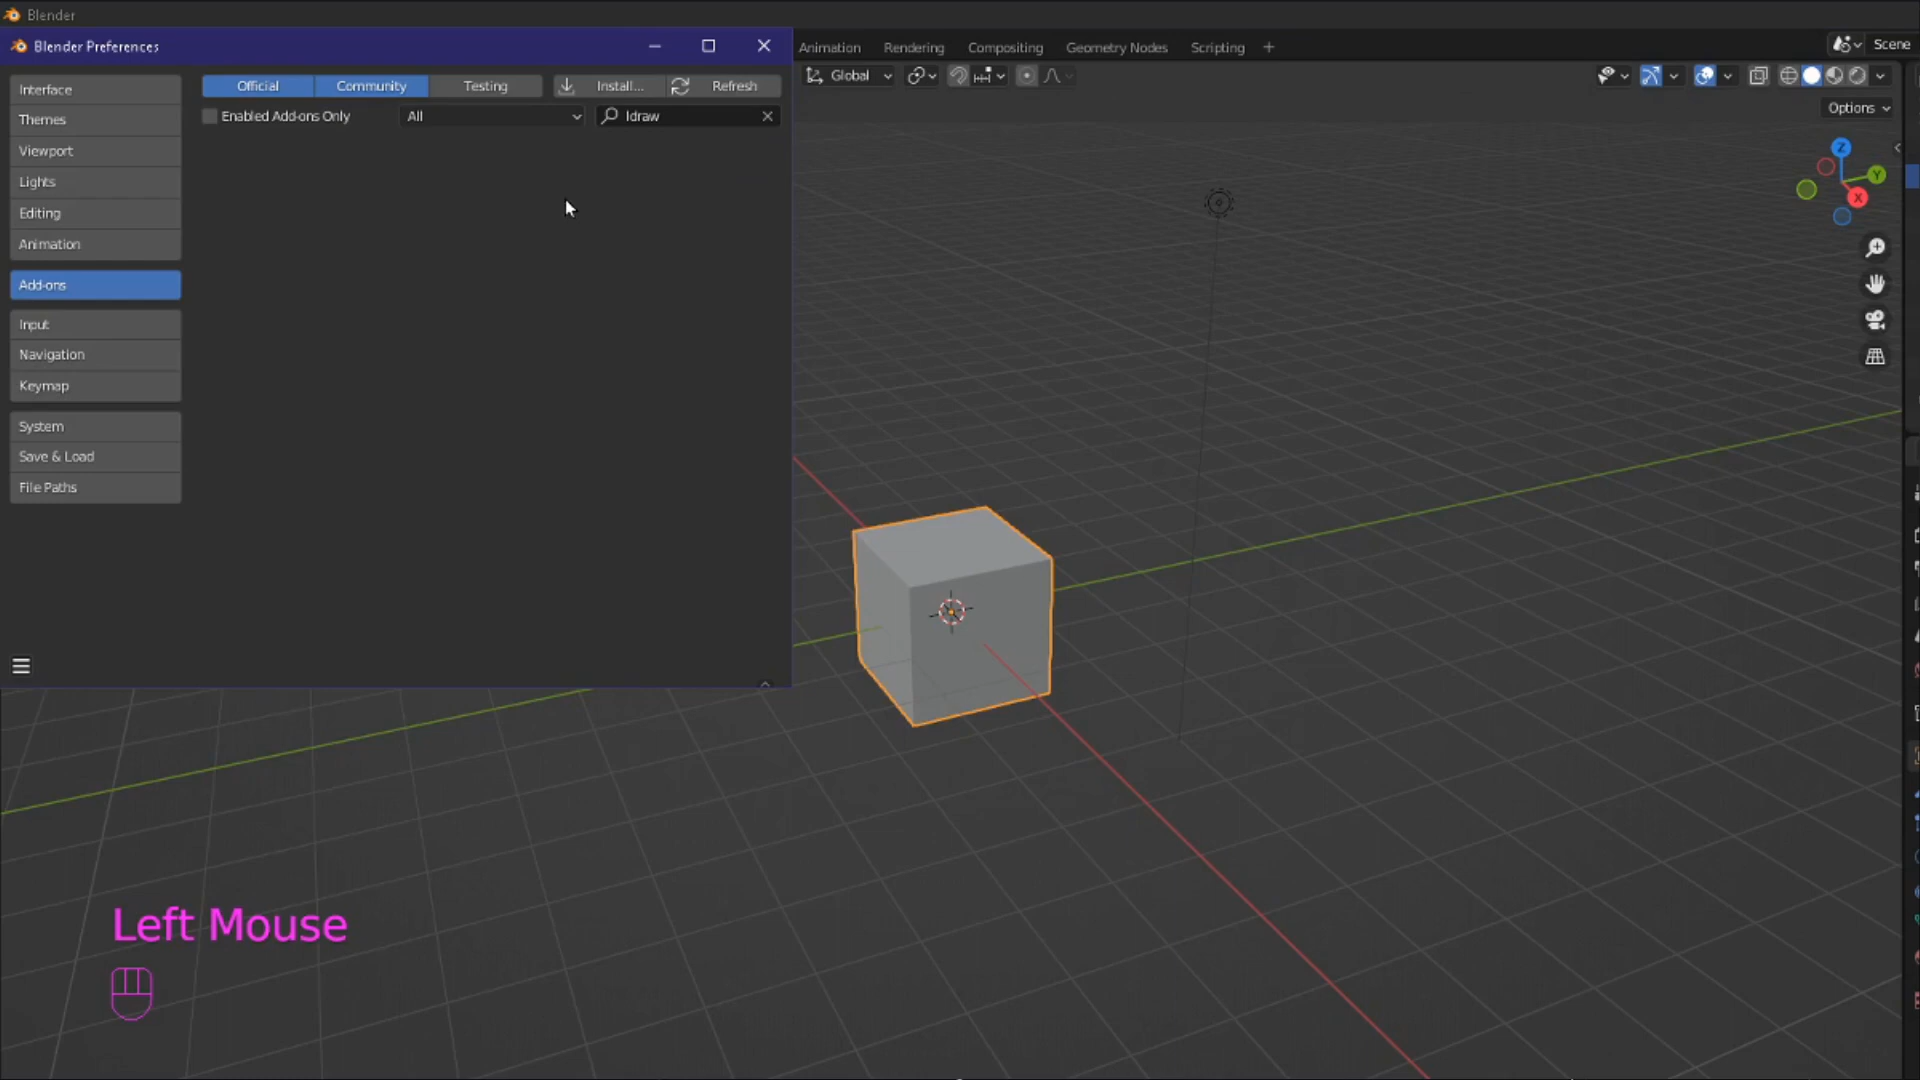 Blender
Blender Preferences
Animation
Rendering
Compositing
Geometry Nodes
Scripting
+
Scene
Global
Options
Official
Community
Testing
Install...
Refresh
Enabled Add-ons Only
All
ldraw
Interface
Themes
Viewport
Lights
Editing
Animation
Add-ons
Input
Navigation
Keymap
System
Save & Load
File Paths
Z
Y
X
Left Mouse